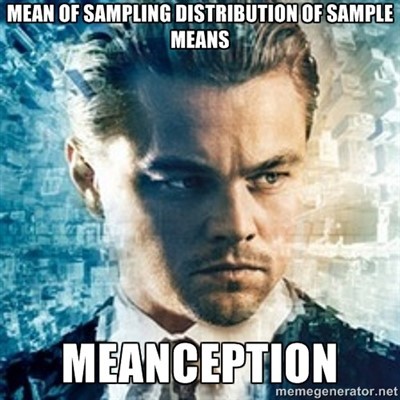 MEAN OF SAMPLING DISTRIBUTION OF SAMPLE
MEANS
MEANCEPTION
memegenerator.net